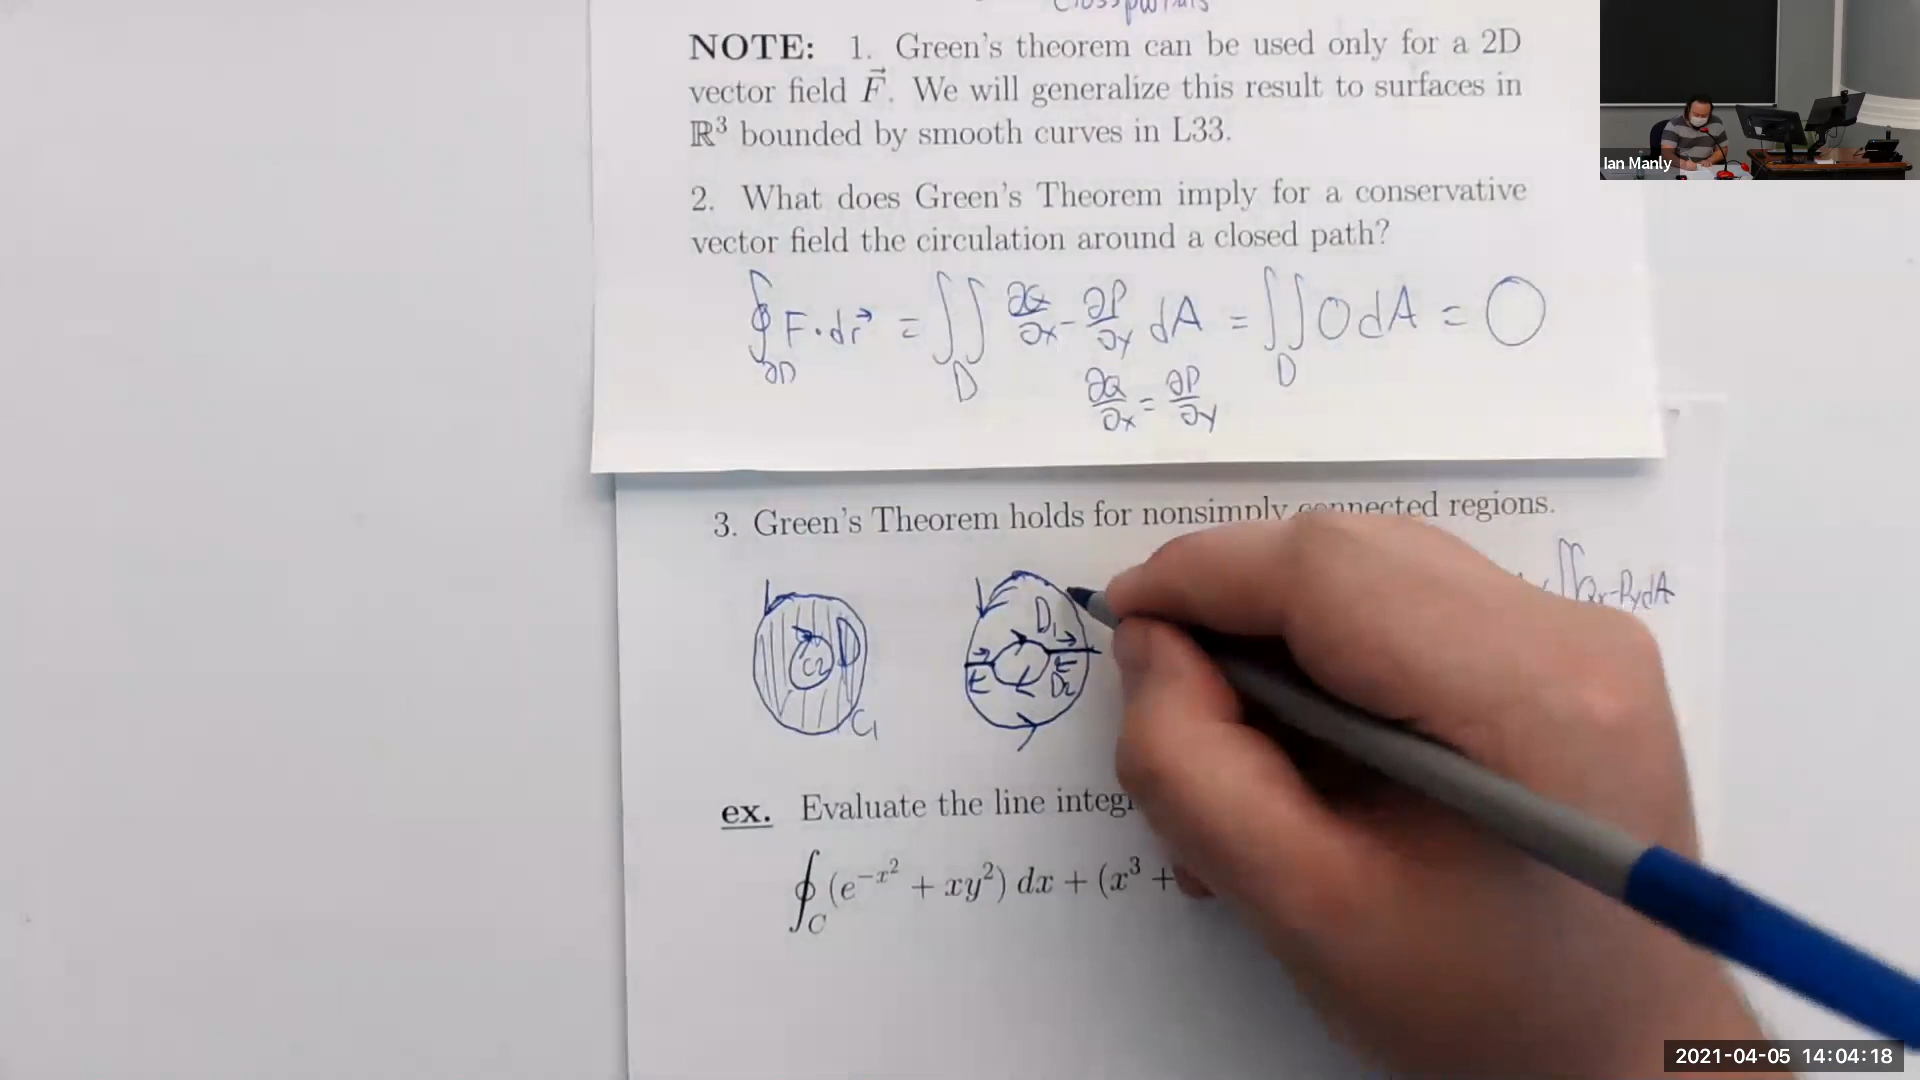 NOTE: 1. Green's theorem can be used only for a 2D
vector field F⃗. We will generalize this result to surfaces in
ℝ³ bounded by smooth curves in L33.
2. What does Green's Theorem imply for a conservative
vector field the circulation around a closed path?
∮_∂D F·dr⃗ = ∬_D ∂Q/∂x - ∂P/∂y dA = ∬_D 0 dA = 0
∂Q/∂x = ∂P/∂y
3. Green's Theorem holds for nonsimply connected regions.
∬ Qx-Py dA
D C2 C1
D1 D2
ex. Evaluate the line
∮_C (e^{-x²} + xy²) dx + (x³ +
Ian Manly
2021-04-05 14:04:18